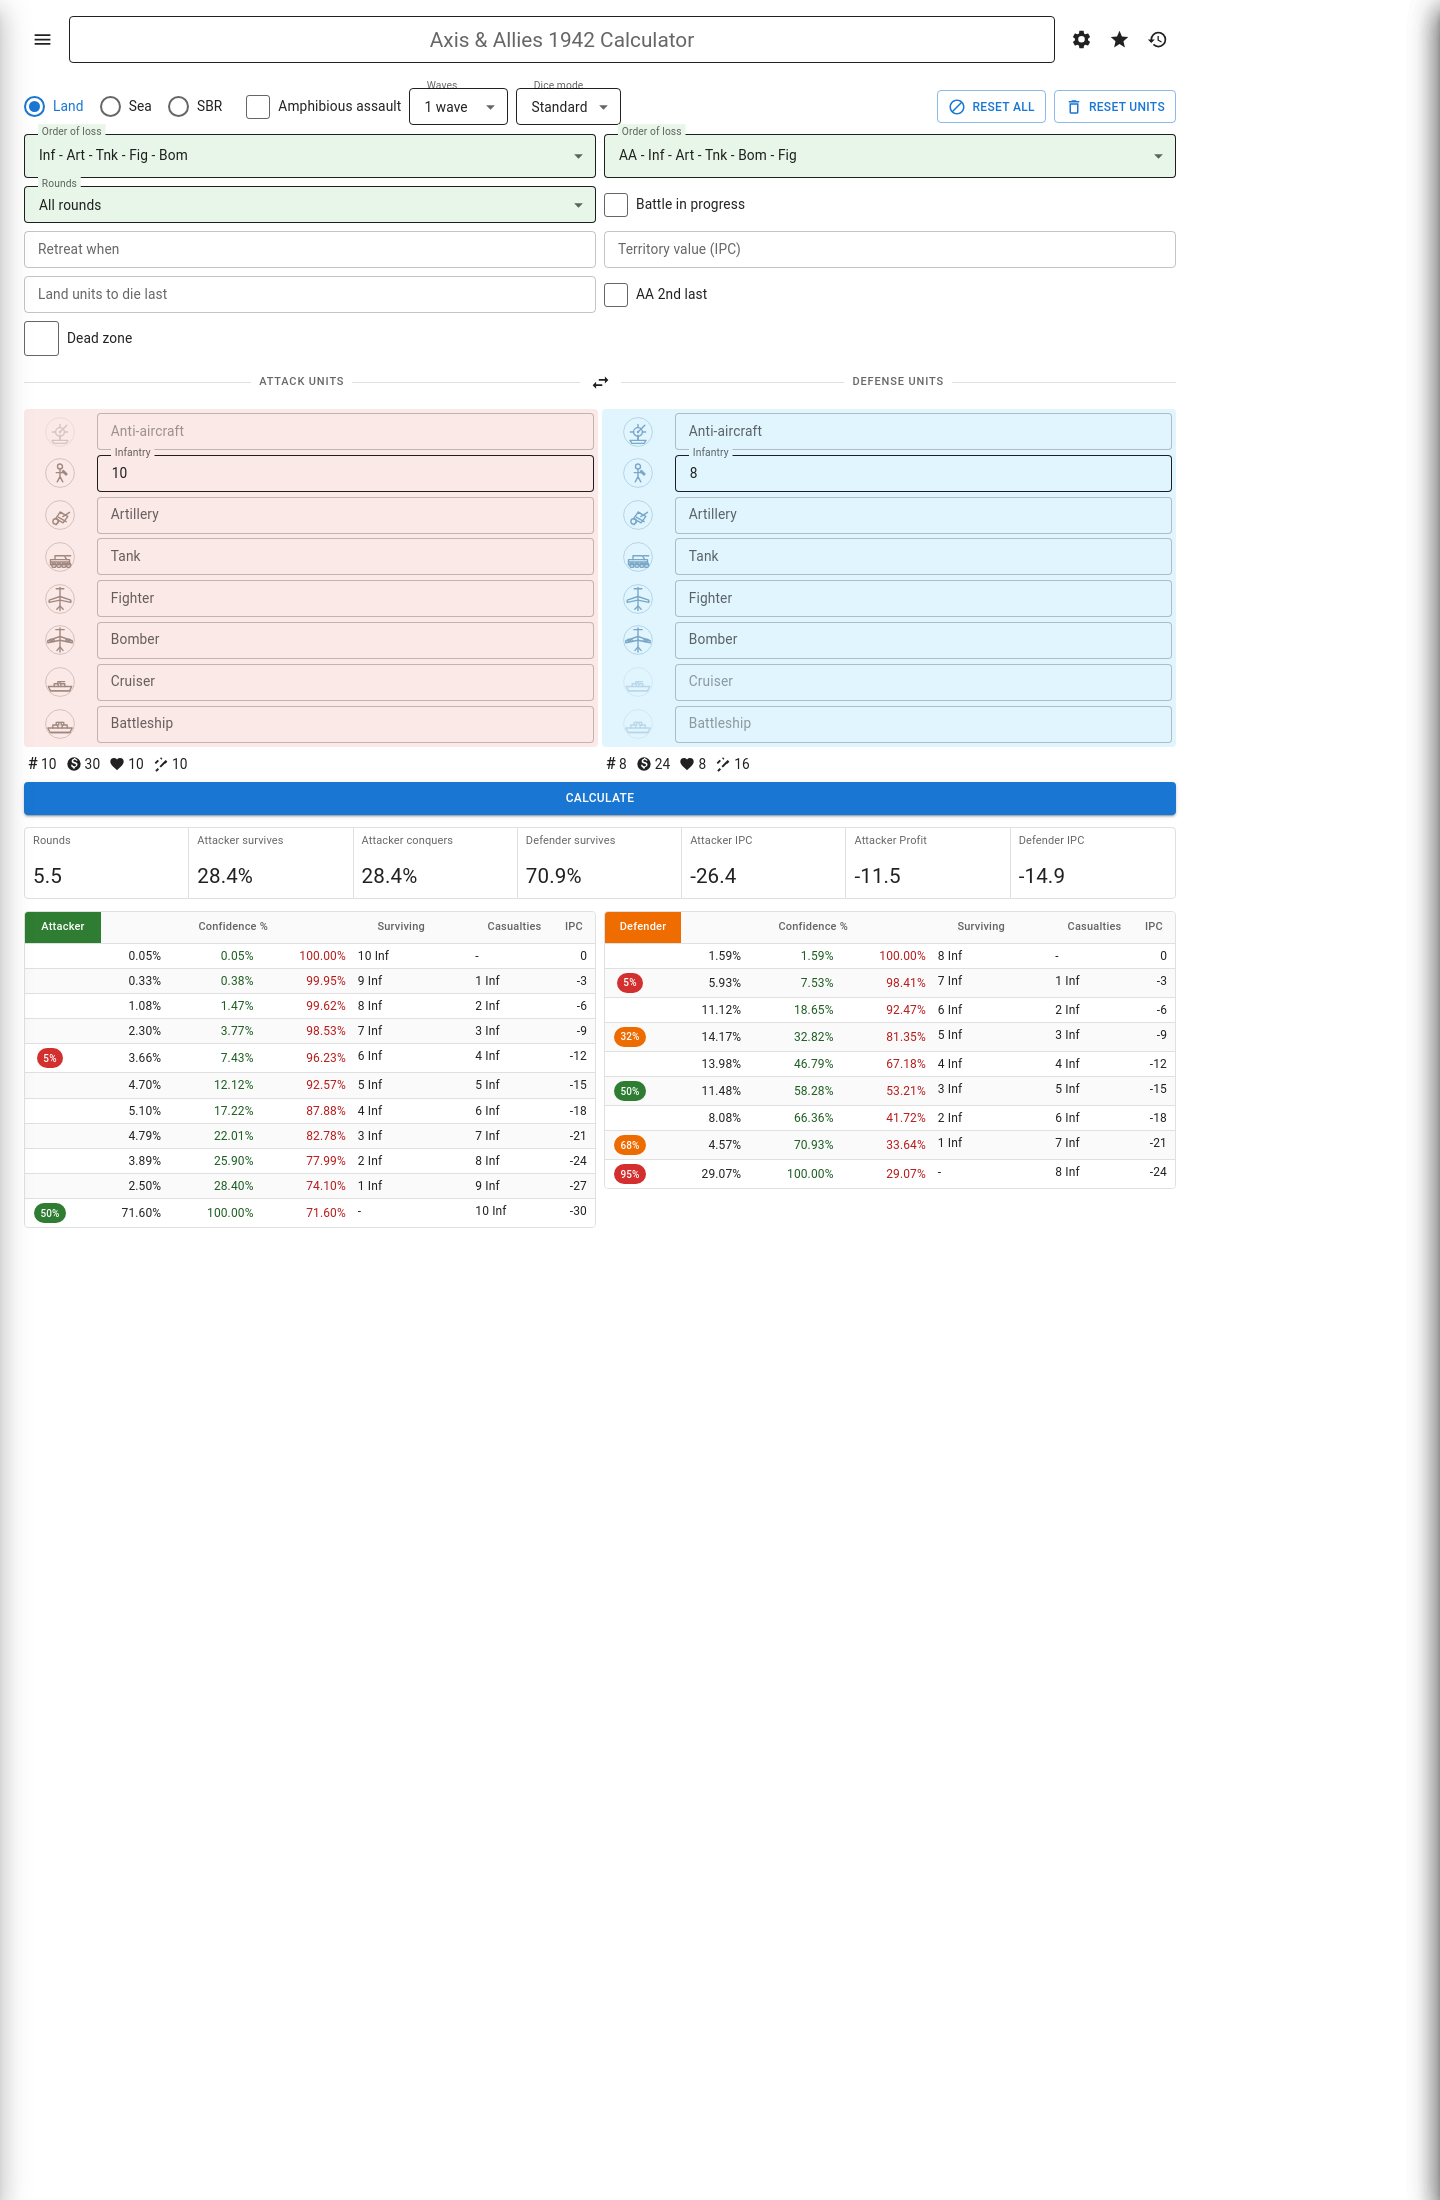 Axis & Allies 1942 Calculator
Waves
Dice mode
Land
Sea
SBR
Amphibious assault
1 wave
Standard
RESET ALL
RESET UNITS
Order of loss
Order of loss
Inf - Art - Tnk - Fig - Bom
AA - Inf - Art - Tnk - Bom - Fig
Rounds
All rounds
Battle in progress
Retreat when
Territory value (IPC)
Land units to die last
AA 2nd last
Dead zone
ATTACK UNITS
DEFENSE UNITS
Anti-aircraft
Anti-aircraft
Infantry
Infantry
10
8
Artillery
Artillery
Tank
Tank
Fighter
Fighter
Bomber
Bomber
Cruiser
Cruiser
Battleship
Battleship
# 10 30 10 10
# 8 24 8 16
CALCULATE
Rounds
Attacker survives
Attacker conquers
Defender survives
Attacker IPC
Attacker Profit
Defender IPC
5.5
28.4%
28.4%
70.9%
-26.4
-11.5
-14.9
Attacker Confidence % Surviving Casualties IPC
0.05% 0.05% 100.00% 10 Inf - 0
0.33% 0.38% 99.95% 9 Inf 1 Inf -3
1.08% 1.47% 99.62% 8 Inf 2 Inf -6
2.30% 3.77% 98.53% 7 Inf 3 Inf -9
5% 3.66% 7.43% 96.23% 6 Inf 4 Inf -12
4.70% 12.12% 92.57% 5 Inf 5 Inf -15
5.10% 17.22% 87.88% 4 Inf 6 Inf -18
4.79% 22.01% 82.78% 3 Inf 7 Inf -21
3.89% 25.90% 77.99% 2 Inf 8 Inf -24
2.50% 28.40% 74.10% 1 Inf 9 Inf -27
50% 71.60% 100.00% 71.60% - 10 Inf -30
Defender Confidence % Surviving Casualties IPC
1.59% 1.59% 100.00% 8 Inf - 0
5% 5.93% 7.53% 98.41% 7 Inf 1 Inf -3
11.12% 18.65% 92.47% 6 Inf 2 Inf -6
32% 14.17% 32.82% 81.35% 5 Inf 3 Inf -9
13.98% 46.79% 67.18% 4 Inf 4 Inf -12
50% 11.48% 58.28% 53.21% 3 Inf 5 Inf -15
8.08% 66.36% 41.72% 2 Inf 6 Inf -18
68% 4.57% 70.93% 33.64% 1 Inf 7 Inf -21
95% 29.07% 100.00% 29.07% - 8 Inf -24